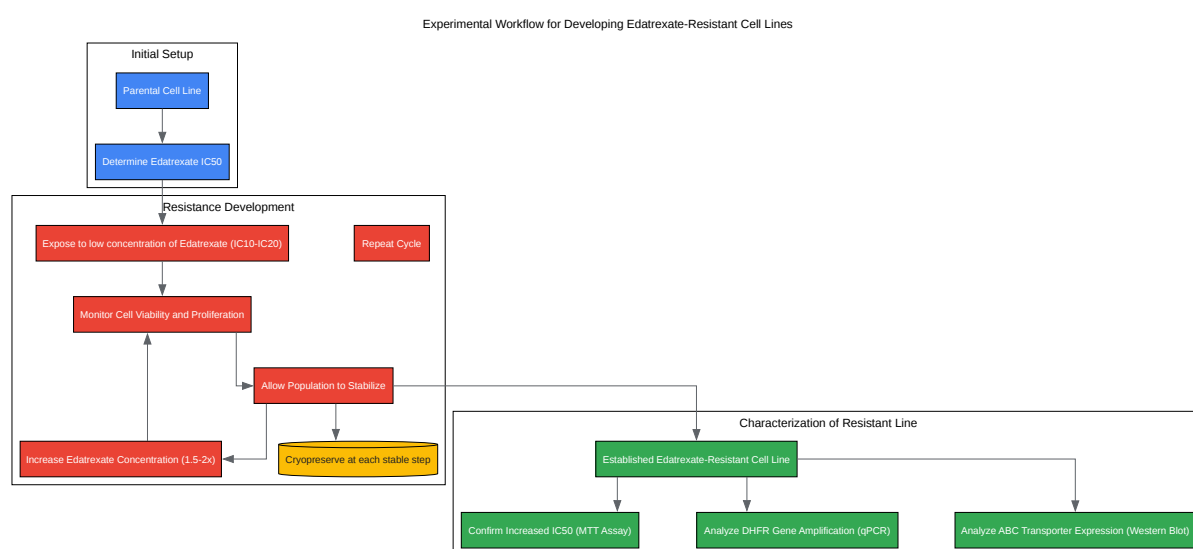 Experimental Workflow for Developing Edatrexate-Resistant Cell Lines
Initial Setup
Parental Cell Line
Determine Edatrexate IC50
Resistance Development
Expose to low concentration of Edatrexate (IC10-IC20)
Repeat Cycle
Monitor Cell Viability and Proliferation
Allow Population to Stabilize
Increase Edatrexate Concentration (1.5-2x)
Cryopreserve at each stable step
Characterization of Resistant Line
Established Edatrexate-Resistant Cell Line
Confirm Increased IC50 (MTT Assay)
Analyze DHFR Gene Amplification (qPCR)
Analyze ABC Transporter Expression (Western Blot)